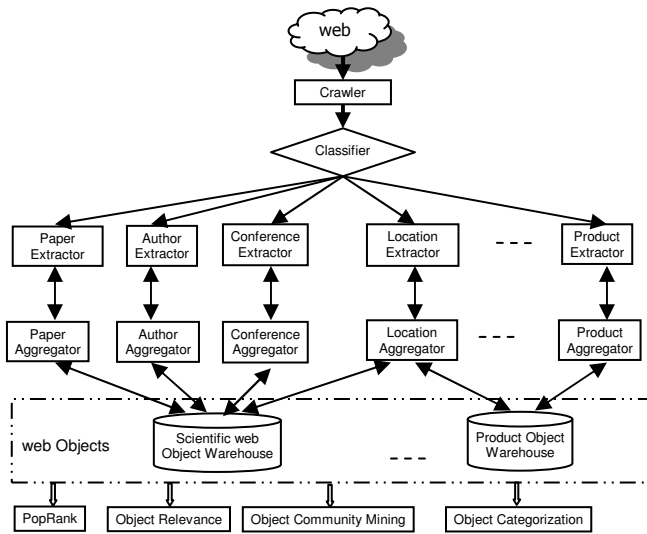 web
Crawler
Classifier
Paper
Extractor
Author
Extractor
Conference
Extractor
Location
Extractor
Product
Extractor
Paper
Aggregator
Author
Aggregator
Conference
Aggregator
Location
Aggregator
Product
Aggregator
web Objects
Scientific web
Object Warehouse
Product Object
Warehouse
PopRank
Object Relevance
Object Community Mining
Object Categorization